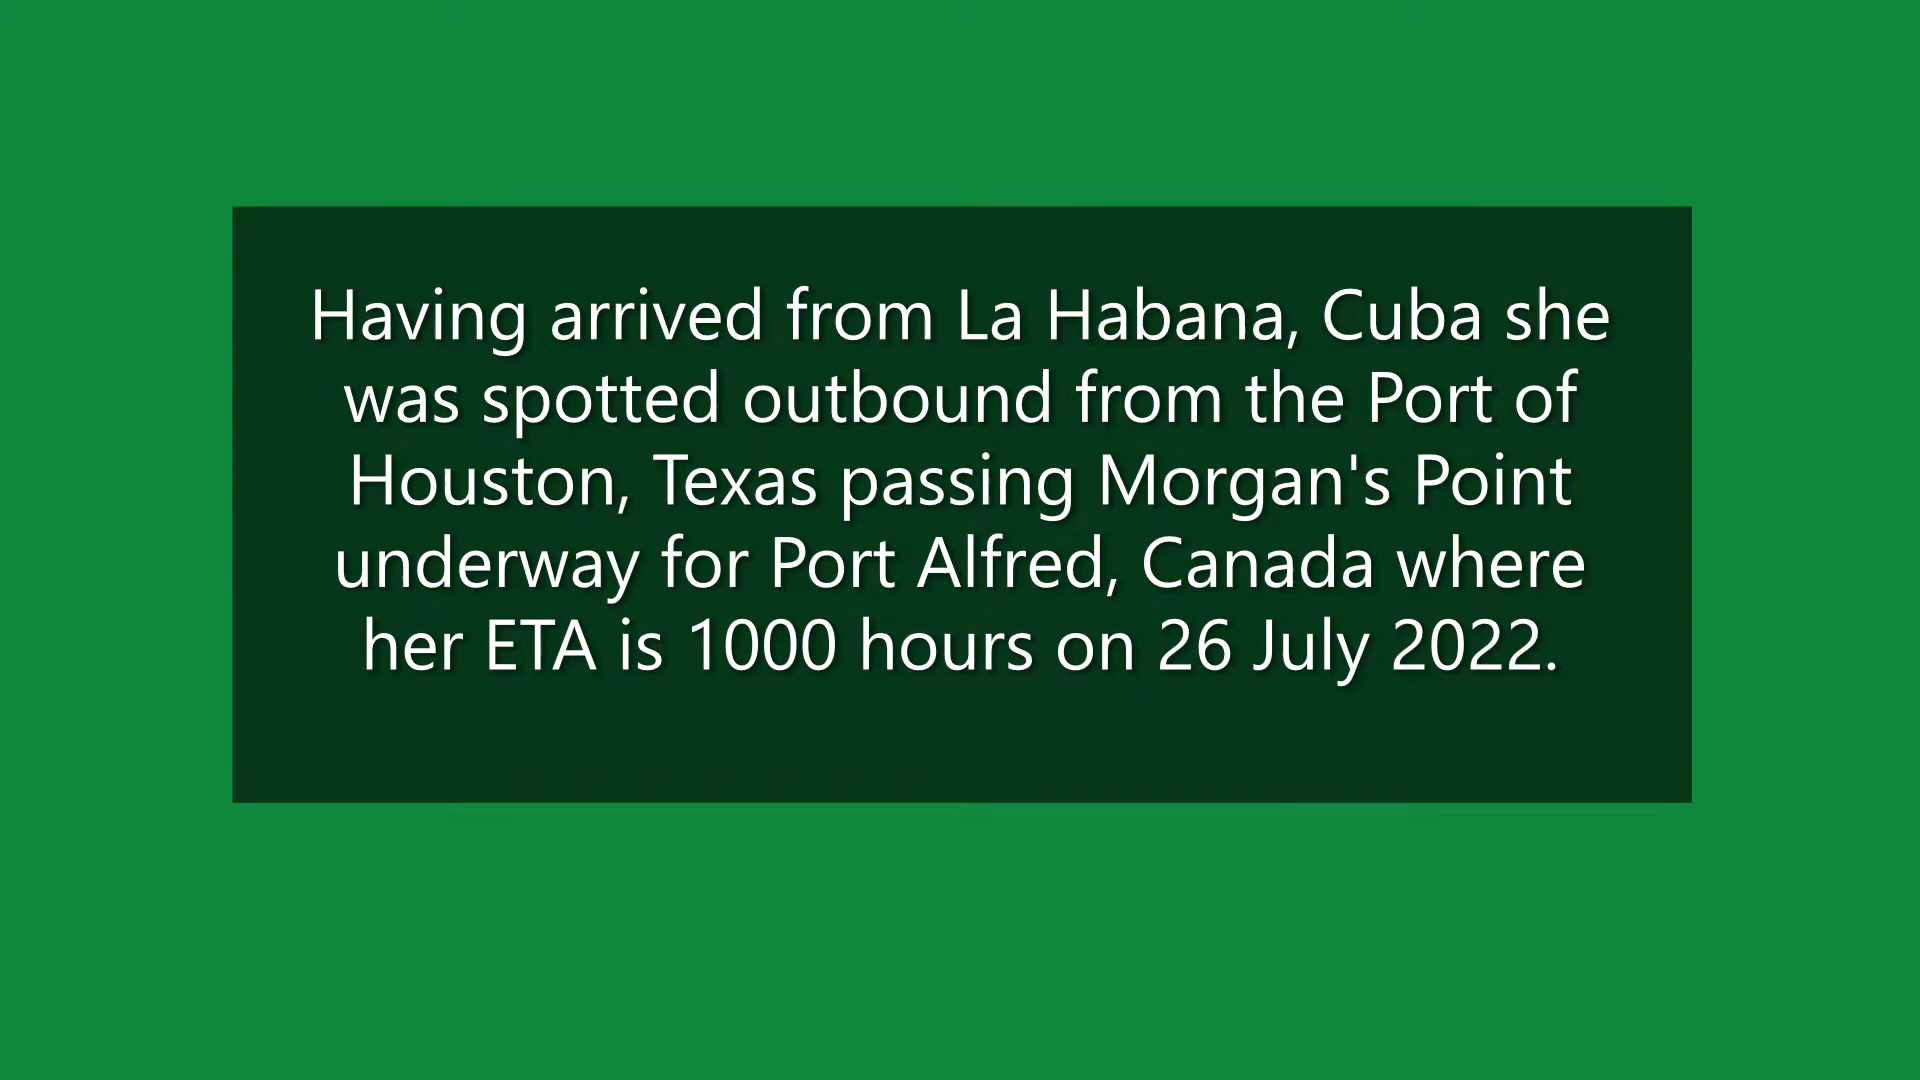 Having arrived from La Habana, Cuba she
was spotted outbound from the Port of
Houston, Texas passing Morgan's Point
underway for Port Alfred, Canada where
her ETA is 1000 hours on 26 July 2022.